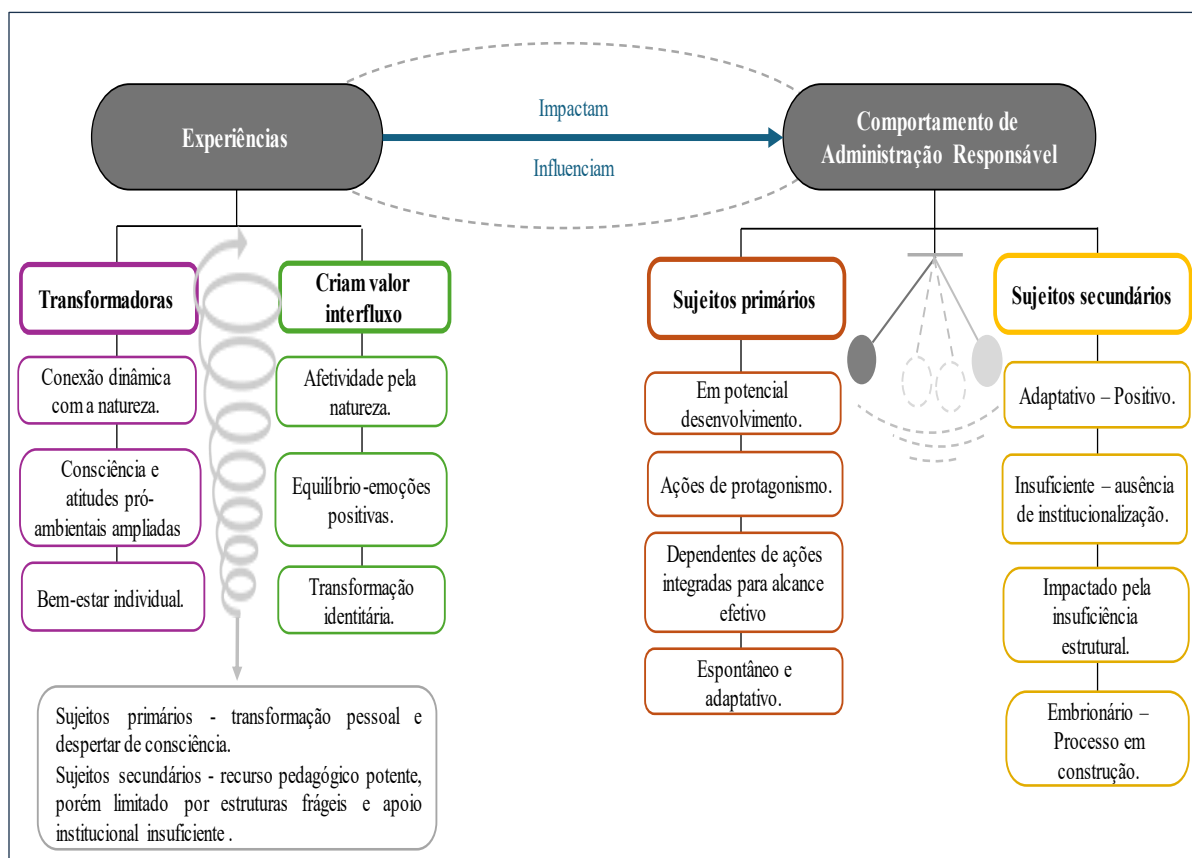 Experiências
Impactam
Influenciam
Comportamento de
Administração Responsável
Transformadoras
Conexão dinâmica
com a natureza.
Consciência e
atitudes pró-
ambientais ampliadas
Bem-estar individual.
Criam valor
interfluxo
Afetividade pela
natureza.
Equilíbrio-emoções
positivas.
Transformação
identitária.
Sujeitos primários - transformação pessoal e
despertar de consciência.
Sujeitos secundários - recurso pedagógico potente,
porém limitado por estruturas frágeis e apoio
institucional insuficiente .
Sujeitos primários
Em potencial
desenvolvimento.
Ações de protagonismo.
Dependentes de ações
integradas para alcance
efetivo
Espontâneo e
adaptativo.
Sujeitos secundários
Adaptativo – Positivo.
Insuficiente – ausência
de institucionalização.
Impactado pela
insuficiência
estrutural.
Embrionário –
Processo em
construção.